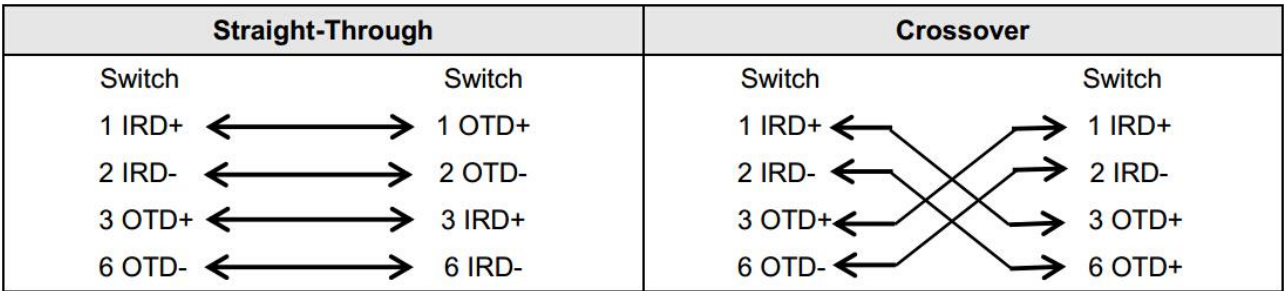 Straight-Through Crossover
Switch Switch Switch Switch
1 IRD+ 1 OTD+ 1 IRD+ 1 IRD+
2 IRD- 2 OTD- 2 IRD- 2 IRD-
3 OTD+ 3 IRD+ 3 OTD+ 3 OTD+
6 OTD- 6 IRD- 6 OTD- 6 OTD+